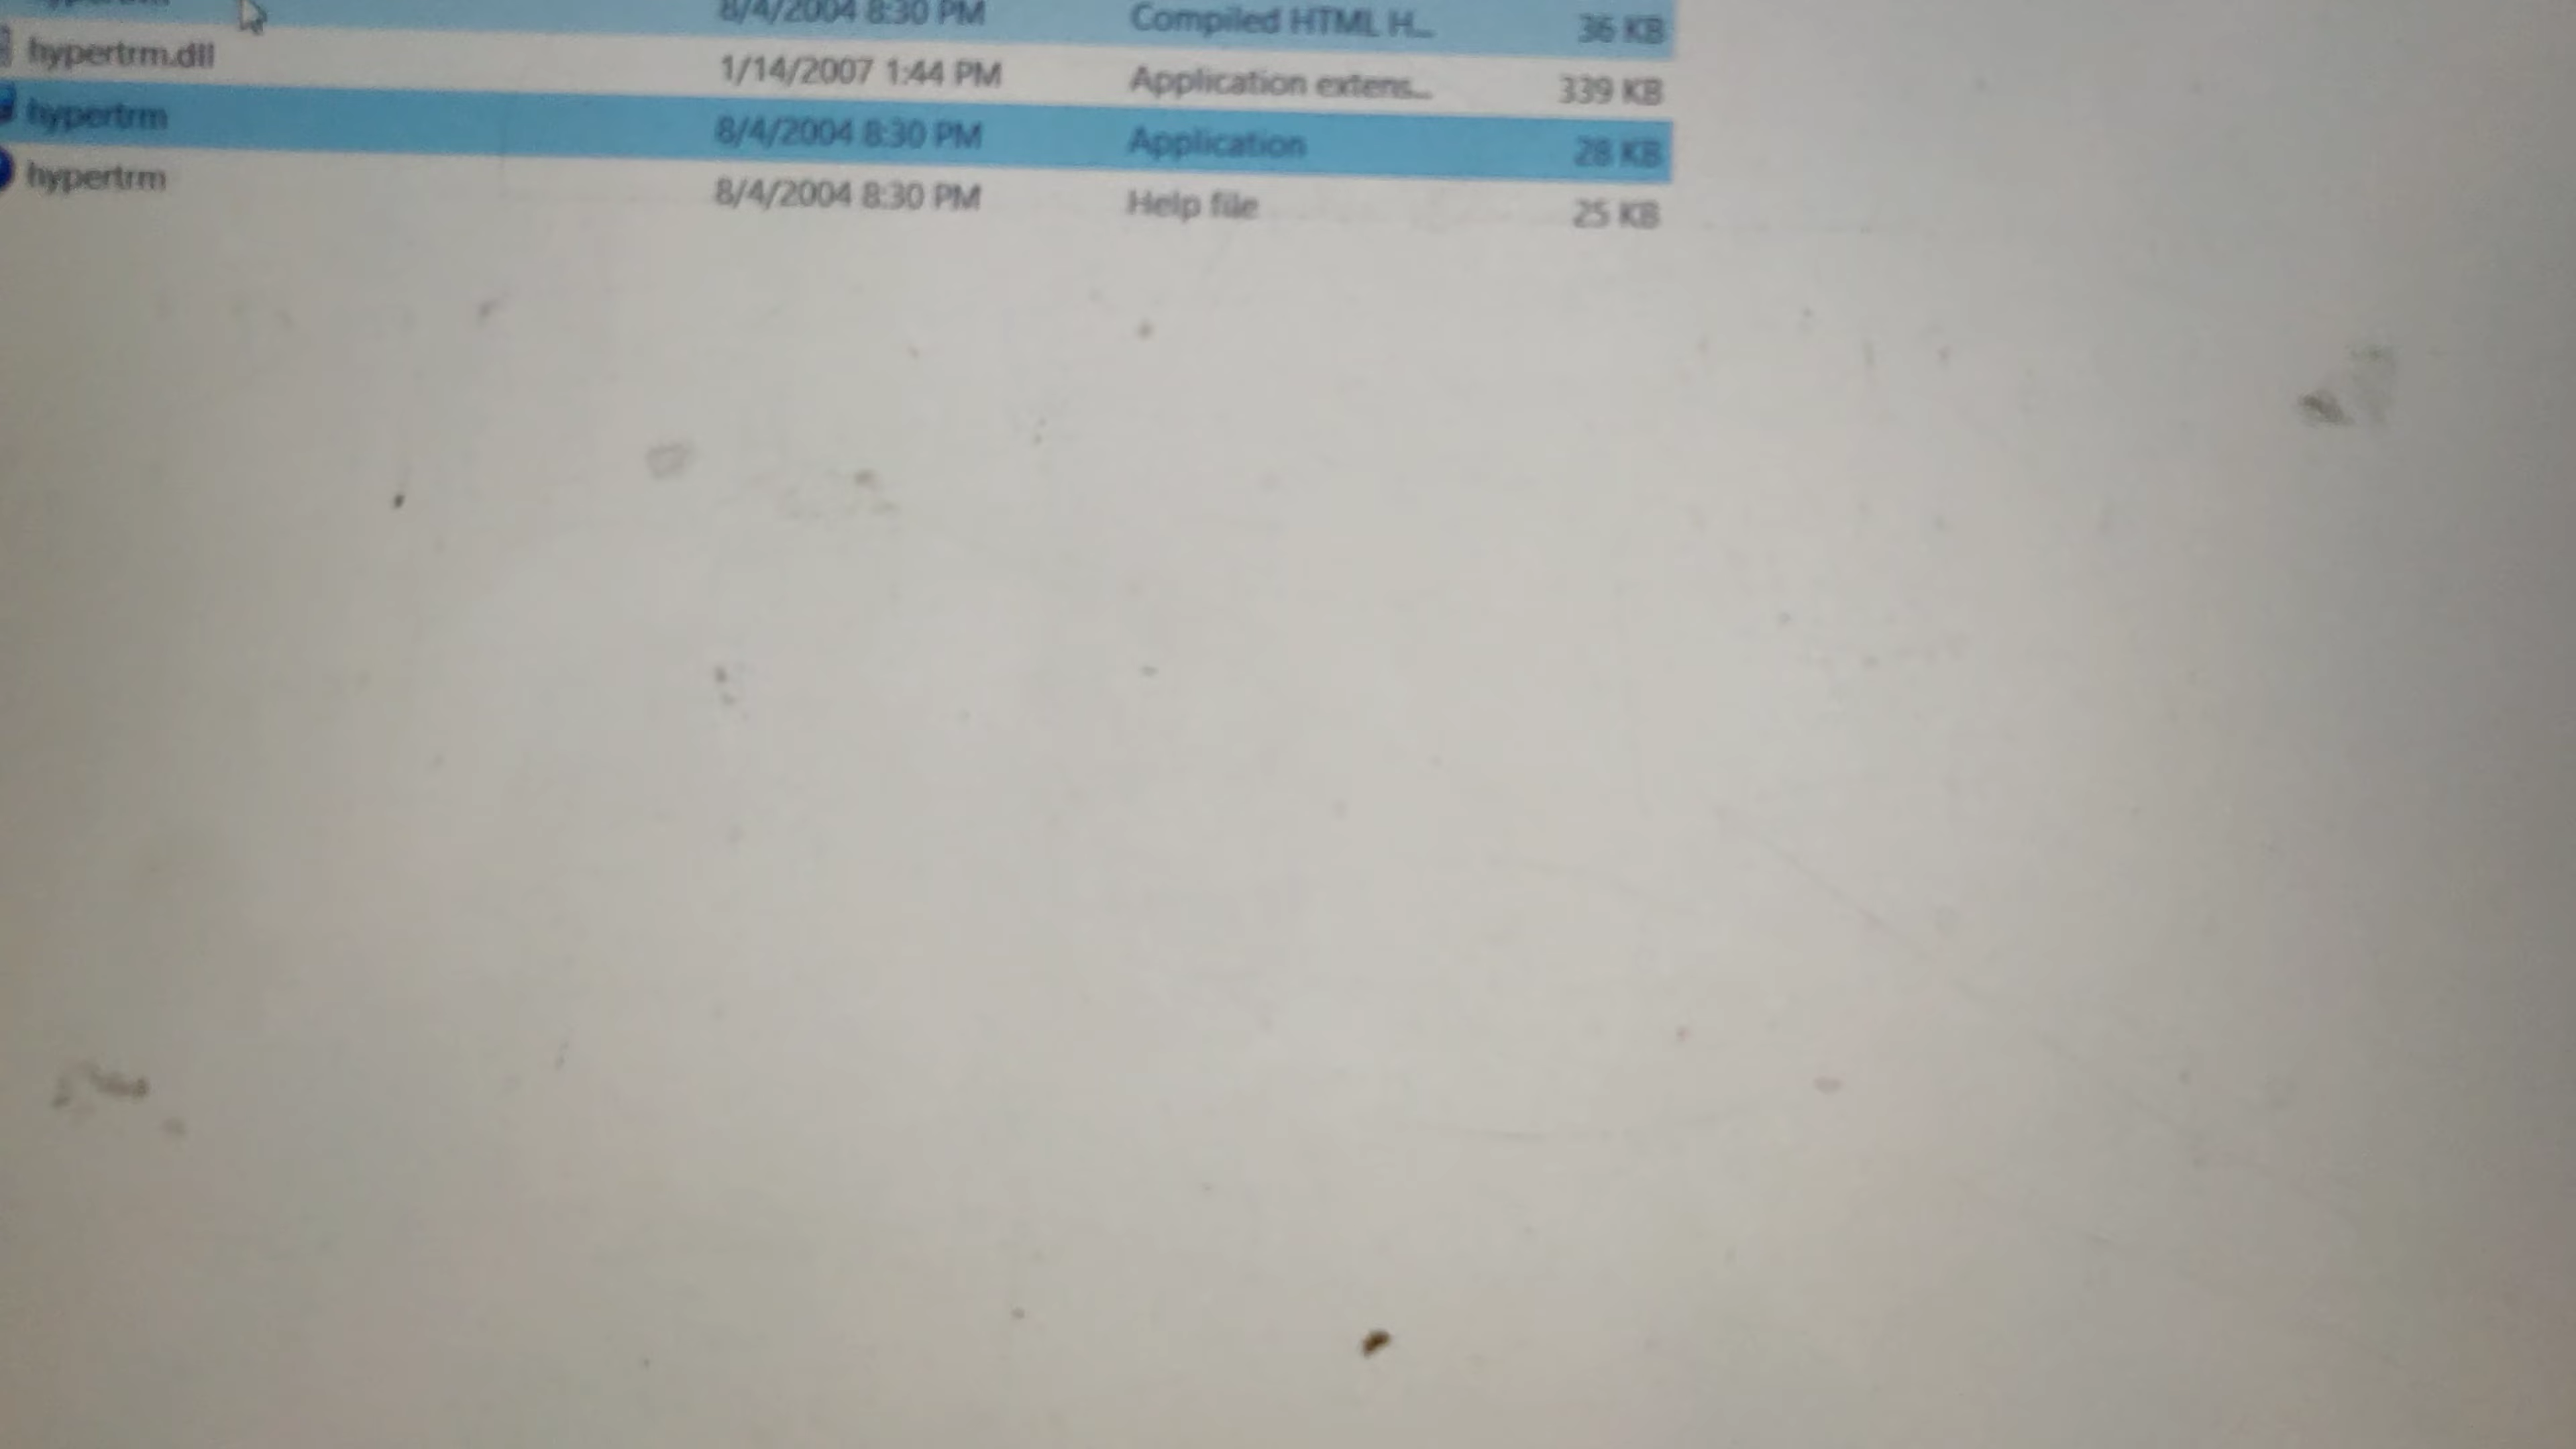 8/4/2004 8:30 PM Compiled HTML H... 36 KB
hypertrm.dll 1/14/2007 1:44 PM Application extens... 339 KB
hypertrm 8/4/2004 8:30 PM Application 28 KB
hypertrm 8/4/2004 8:30 PM Help file 25 KB